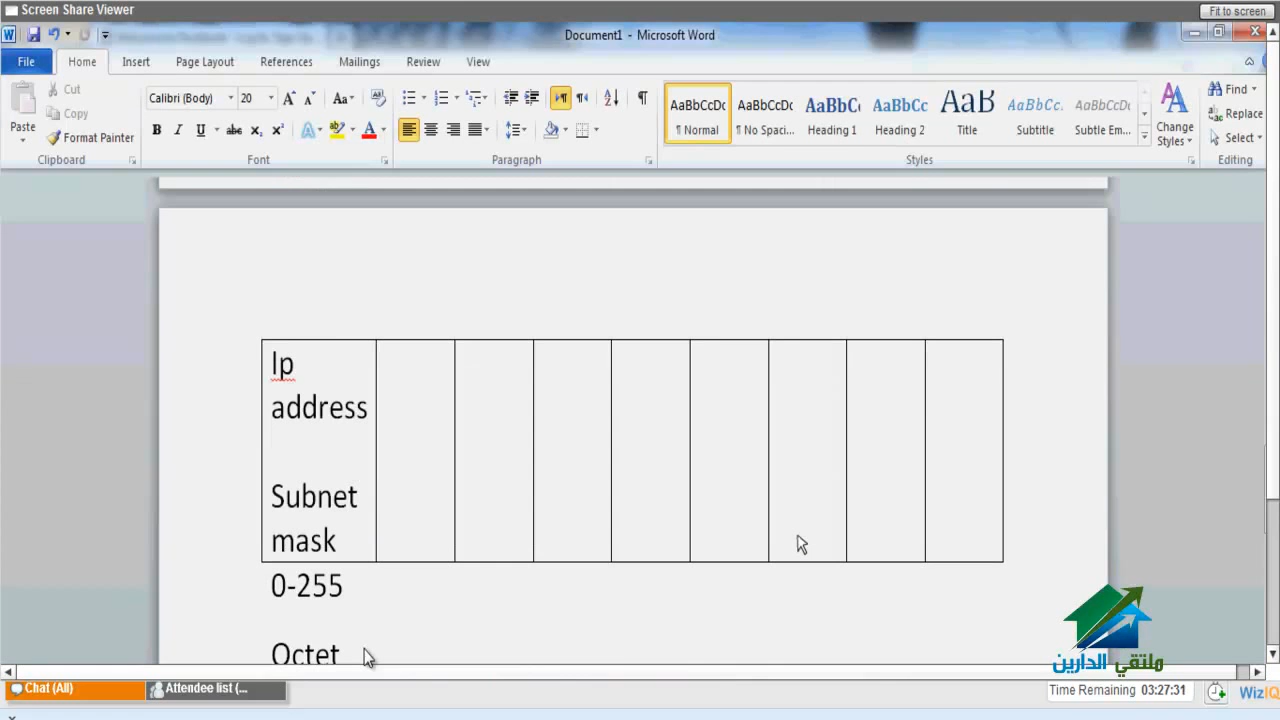 Screen Share Viewer
Fit to screen
Document1 - Microsoft Word
File Home Insert Page Layout References Mailings Review View
Paste
Cut
Copy
Format Painter
Clipboard
Calibri (Body) 20
Font
Paragraph
AaBbCcDc AaBbCcDc AaBbC AaBbCc AaB AaBbCc. AaBbCcDc
¶ Normal ¶ No Spaci... Heading 1 Heading 2 Title Subtitle Subtle Em...
Change Styles
Styles
Find
Replace
Select
Editing
Ip
address
Subnet
mask
0-255
Octet
ملتقي الدارين
Chat (All)
Attendee list (...
Time Remaining 03:27:31
WizIQ